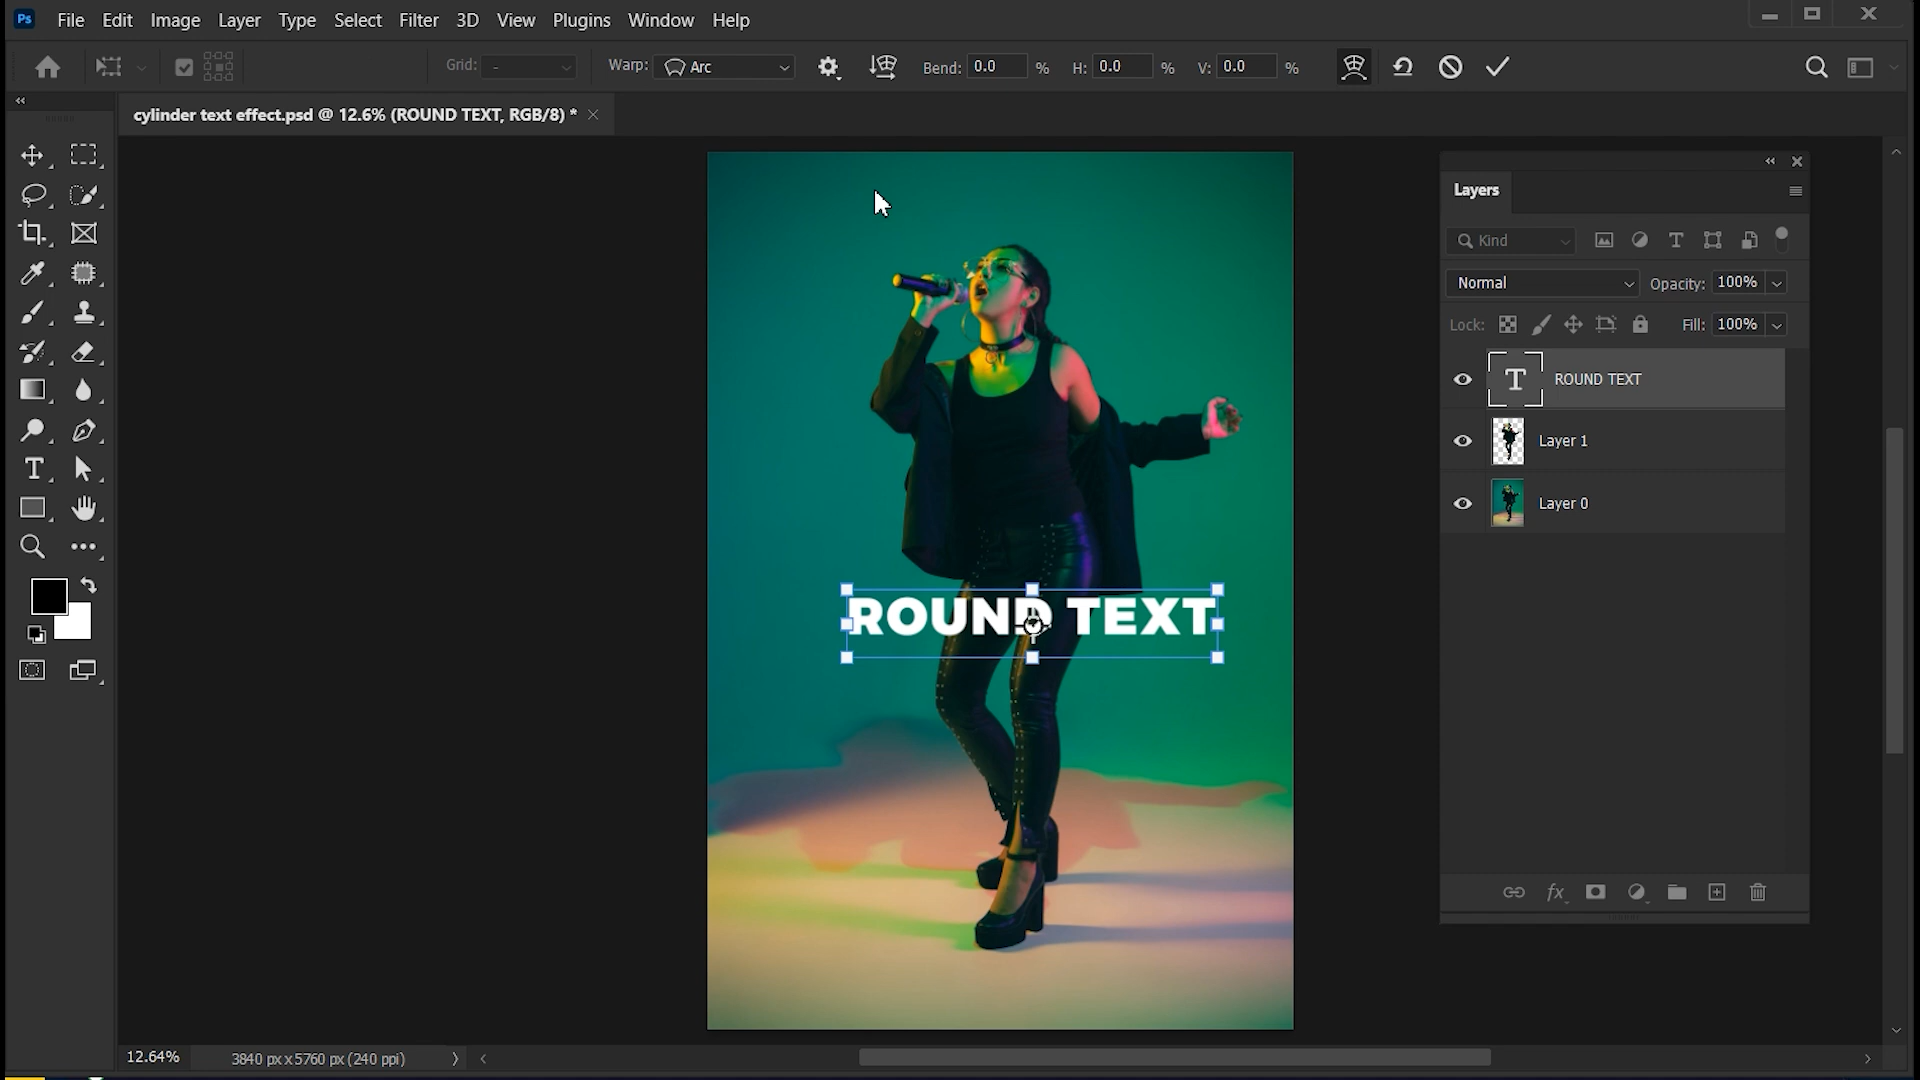 Ps File Edit Image Layer Type Select Filter 3D View Plugins Window Help
Grid: - Warp: Arc Bend: 0.0 % H: 0.0 % V: 0.0 %
cylinder text effect.psd @ 12.6% (ROUND TEXT, RGB/8) *
Layers
Kind
Normal Opacity: 100%
Lock: Fill: 100%
T ROUND TEXT
Layer 1
Layer 0
ROUND TEXT
fx
12.64% 3840 px x 5760 px (240 ppi)